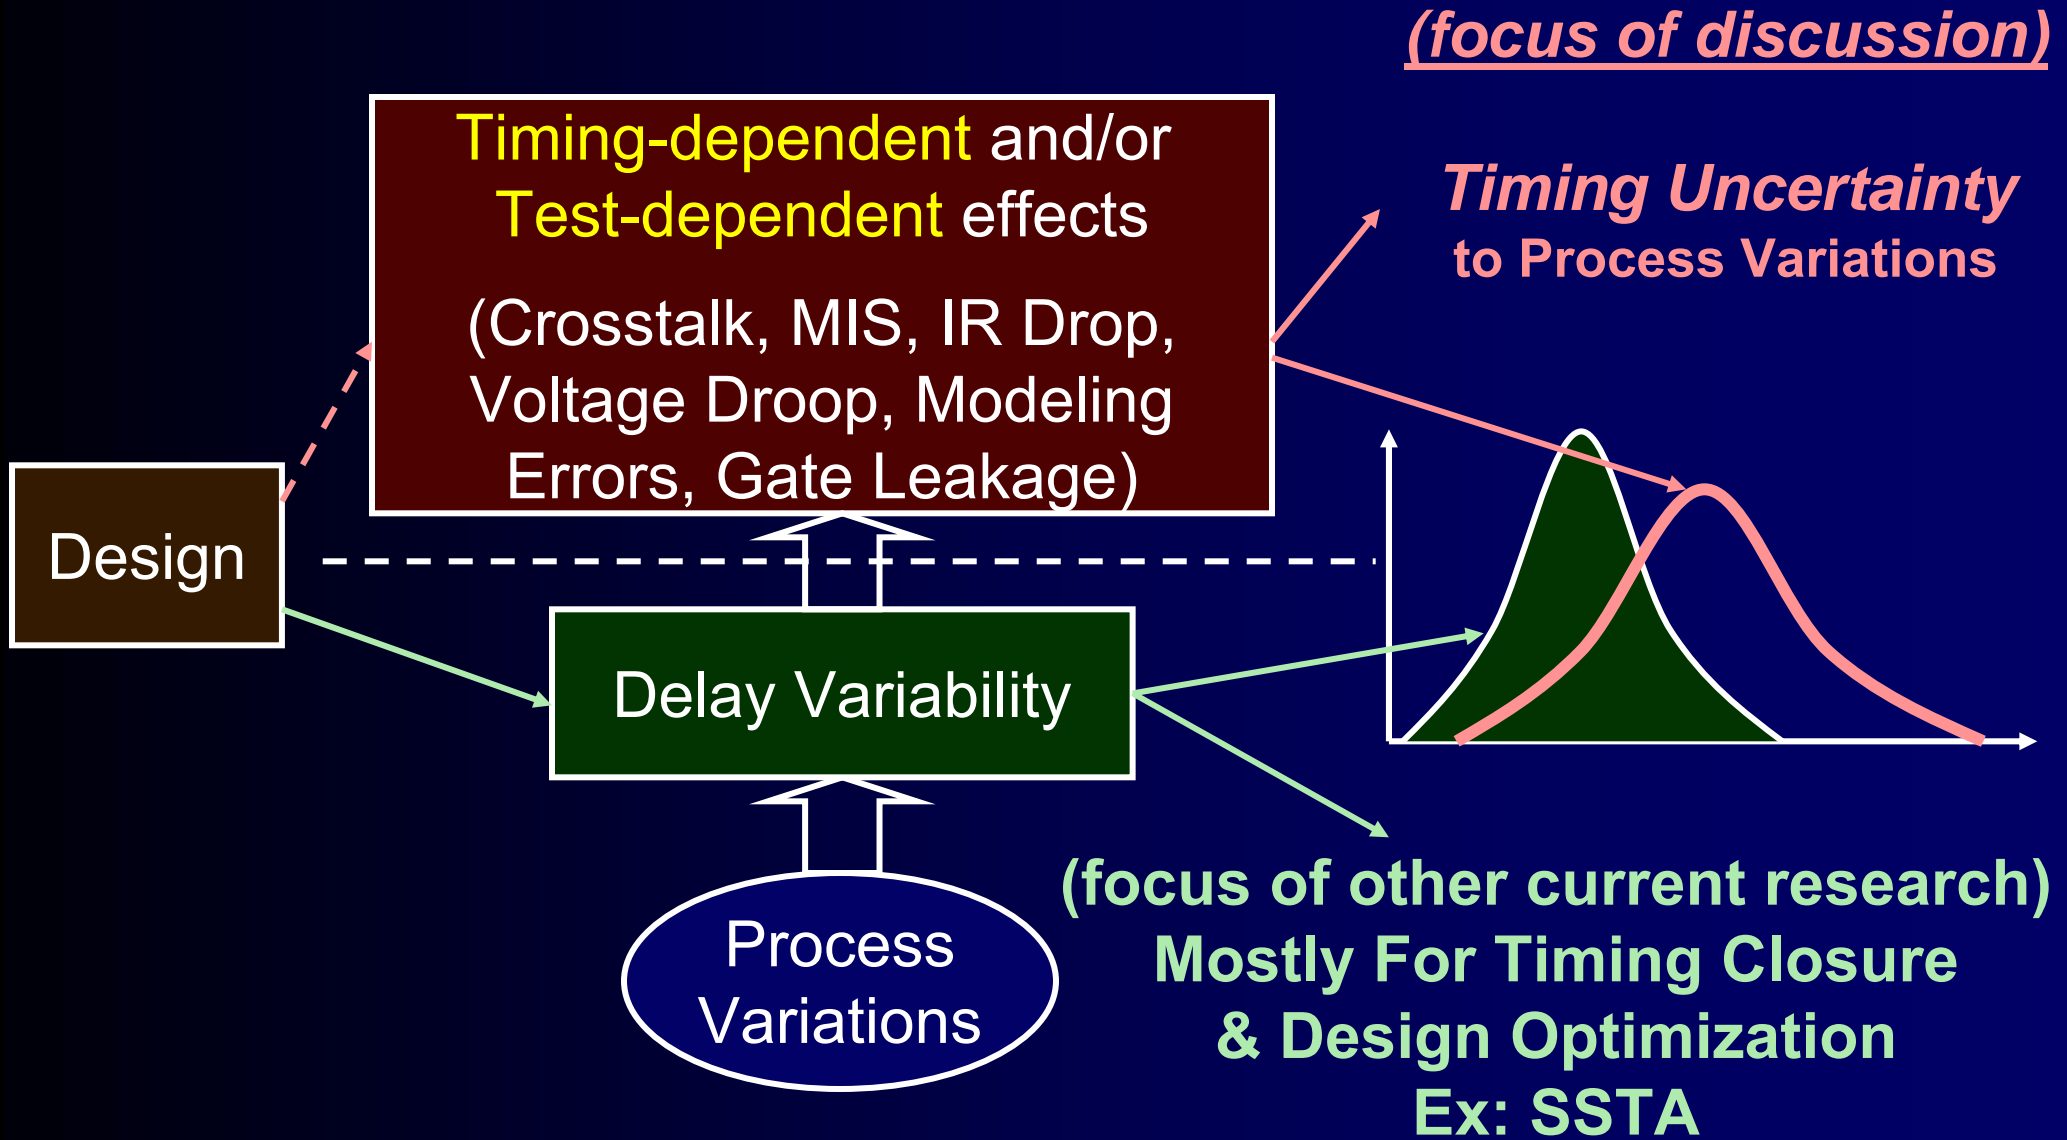 (focus of discussion)
Timing-dependent and/or
Test-dependent effects
(Crosstalk, MIS, IR Drop,
Voltage Droop, Modeling
Errors, Gate Leakage)
Timing Uncertainty
to Process Variations
Design
Delay Variability
Process
Variations
(focus of other current research)
Mostly For Timing Closure
& Design Optimization
Ex: SSTA